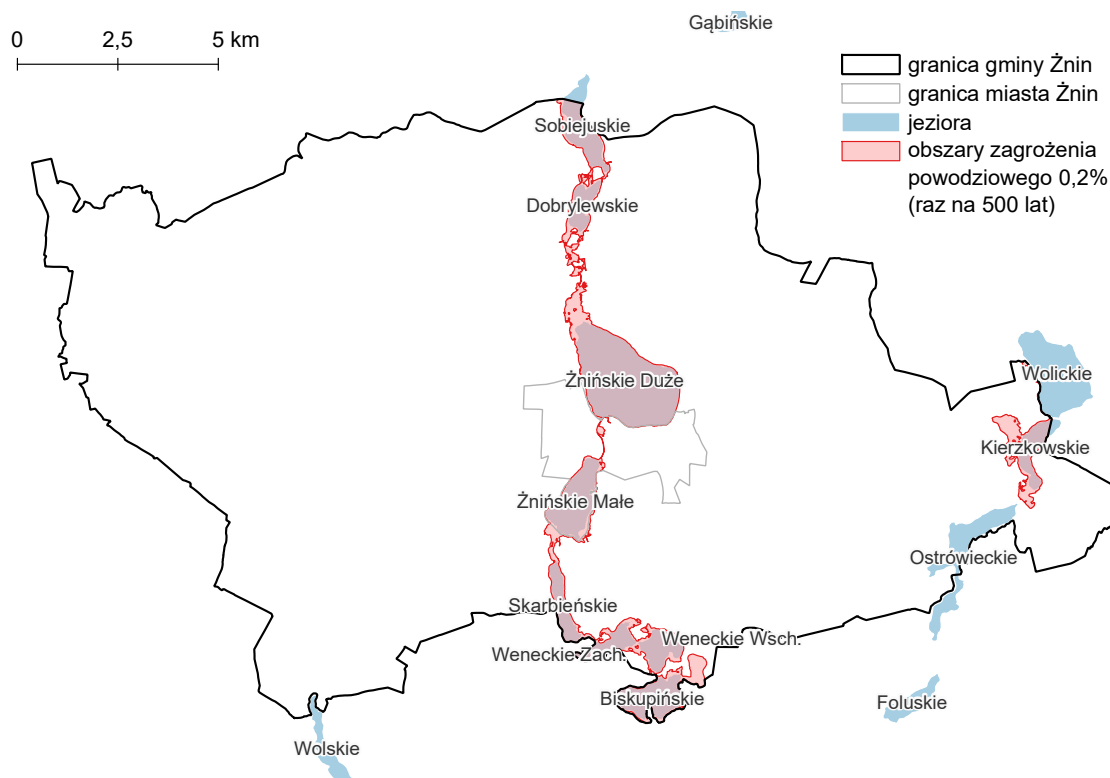 Gąbińskie
0 2,5 5 km
granica gminy Żnin
granica miasta Żnin
jeziora
obszary zagrożenia
powodziowego 0,2%
(raz na 500 lat)
Sobiejuskie
Dobrylewskie
Żnińskie Duże
Wolickie
Kierzkowskie
Żnińskie Małe
Ostrówieckie
Skarbieńskie
Weneckie Wsch.
Weneckie Zach.
Biskupińskie
Foluskie
Wolskie